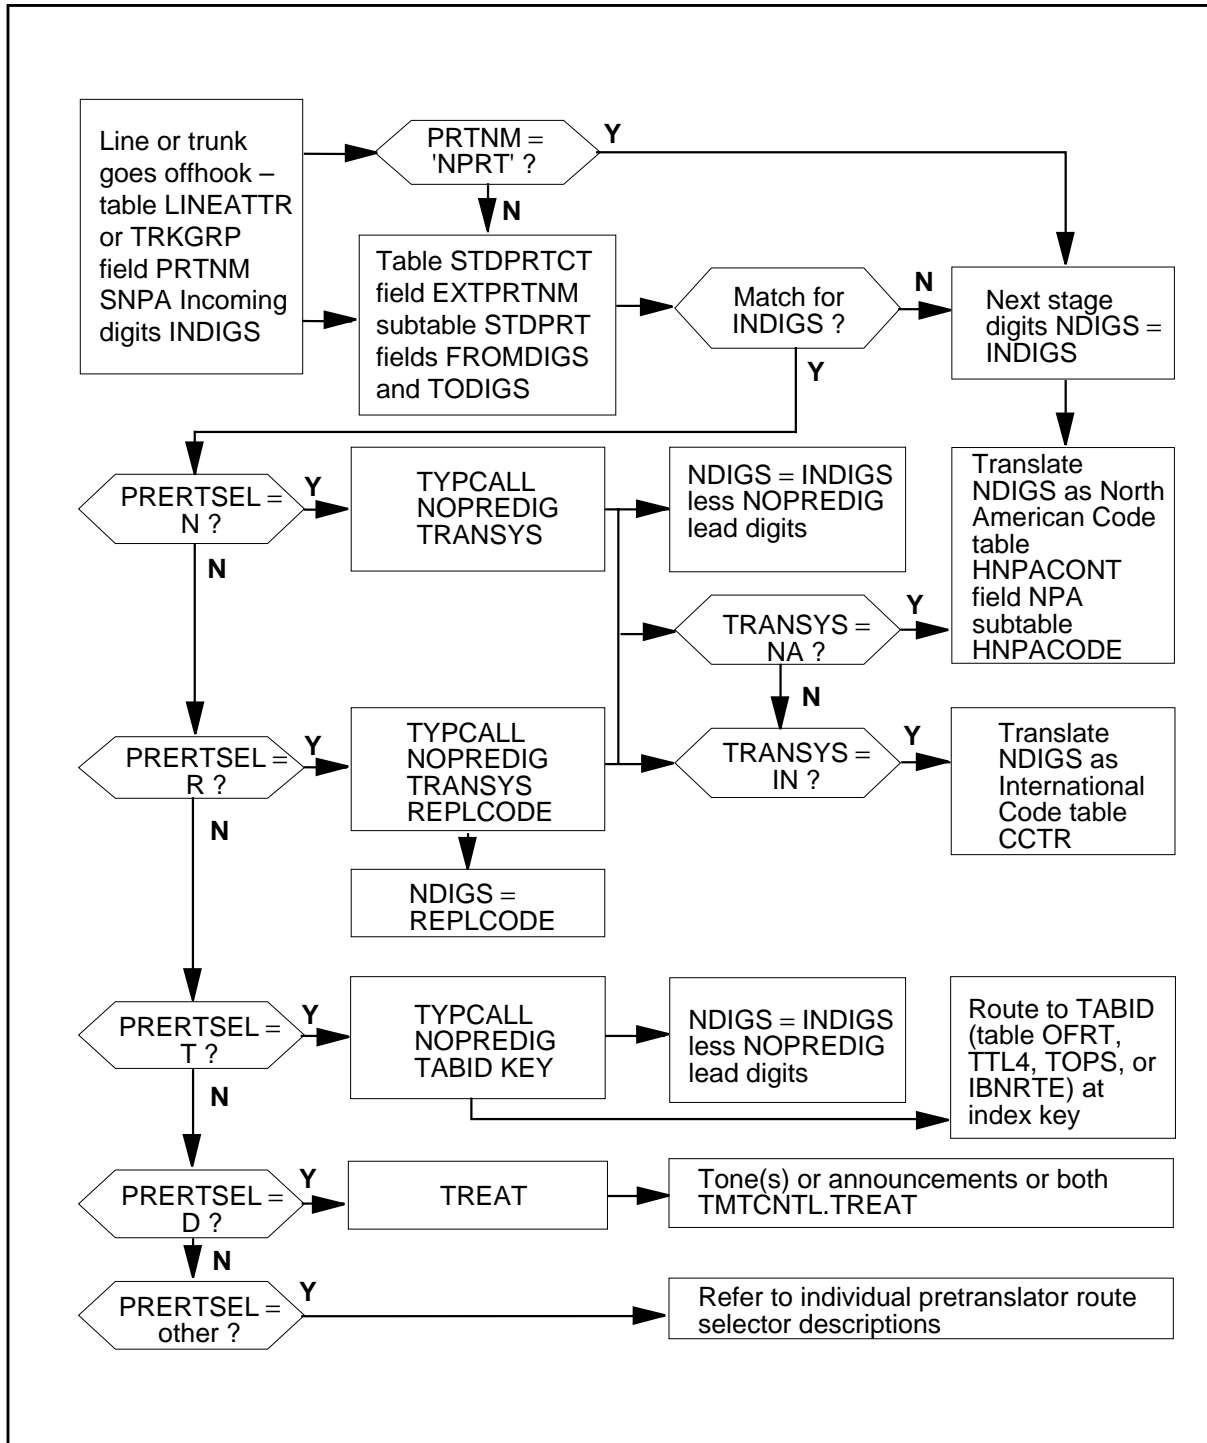 Line or trunk
goes offhook –
table LINEATTR
or TRKGRP
field PRTNM
SNPA Incoming
digits INDIGS
PRTNM =
'NPRT' ?
Y
N
Table STDPRTCT
field EXTPRTNM
subtable STDPRT
fields FROMDIGS
and TODIGS
Match for
INDIGS ?
N
Y
Next stage
digits NDIGS =
INDIGS
Translate
NDIGS as North
American Code
table
HNPACONT
field NPA
subtable
HNPACODE
PRERTSEL =
N ?
Y
N
TYPCALL
NOPREDIG
TRANSYS
NDIGS = INDIGS
less NOPREDIG
lead digits
TRANSYS =
NA ?
Y
N
PRERTSEL =
R ?
Y
N
TYPCALL
NOPREDIG
TRANSYS
REPLCODE
TRANSYS =
IN ?
Y
Translate
NDIGS as
International
Code table
CCTR
NDIGS =
REPLCODE
PRERTSEL =
T ?
Y
N
TYPCALL
NOPREDIG
TABID KEY
NDIGS = INDIGS
less NOPREDIG
lead digits
Route to TABID
(table OFRT,
TTL4, TOPS, or
IBNRTE) at
index key
PRERTSEL =
D ?
Y
N
TREAT
Tone(s) or announcements or both
TMTCNTL.TREAT
PRERTSEL =
other ?
Y
Refer to individual pretranslator route
selector descriptions